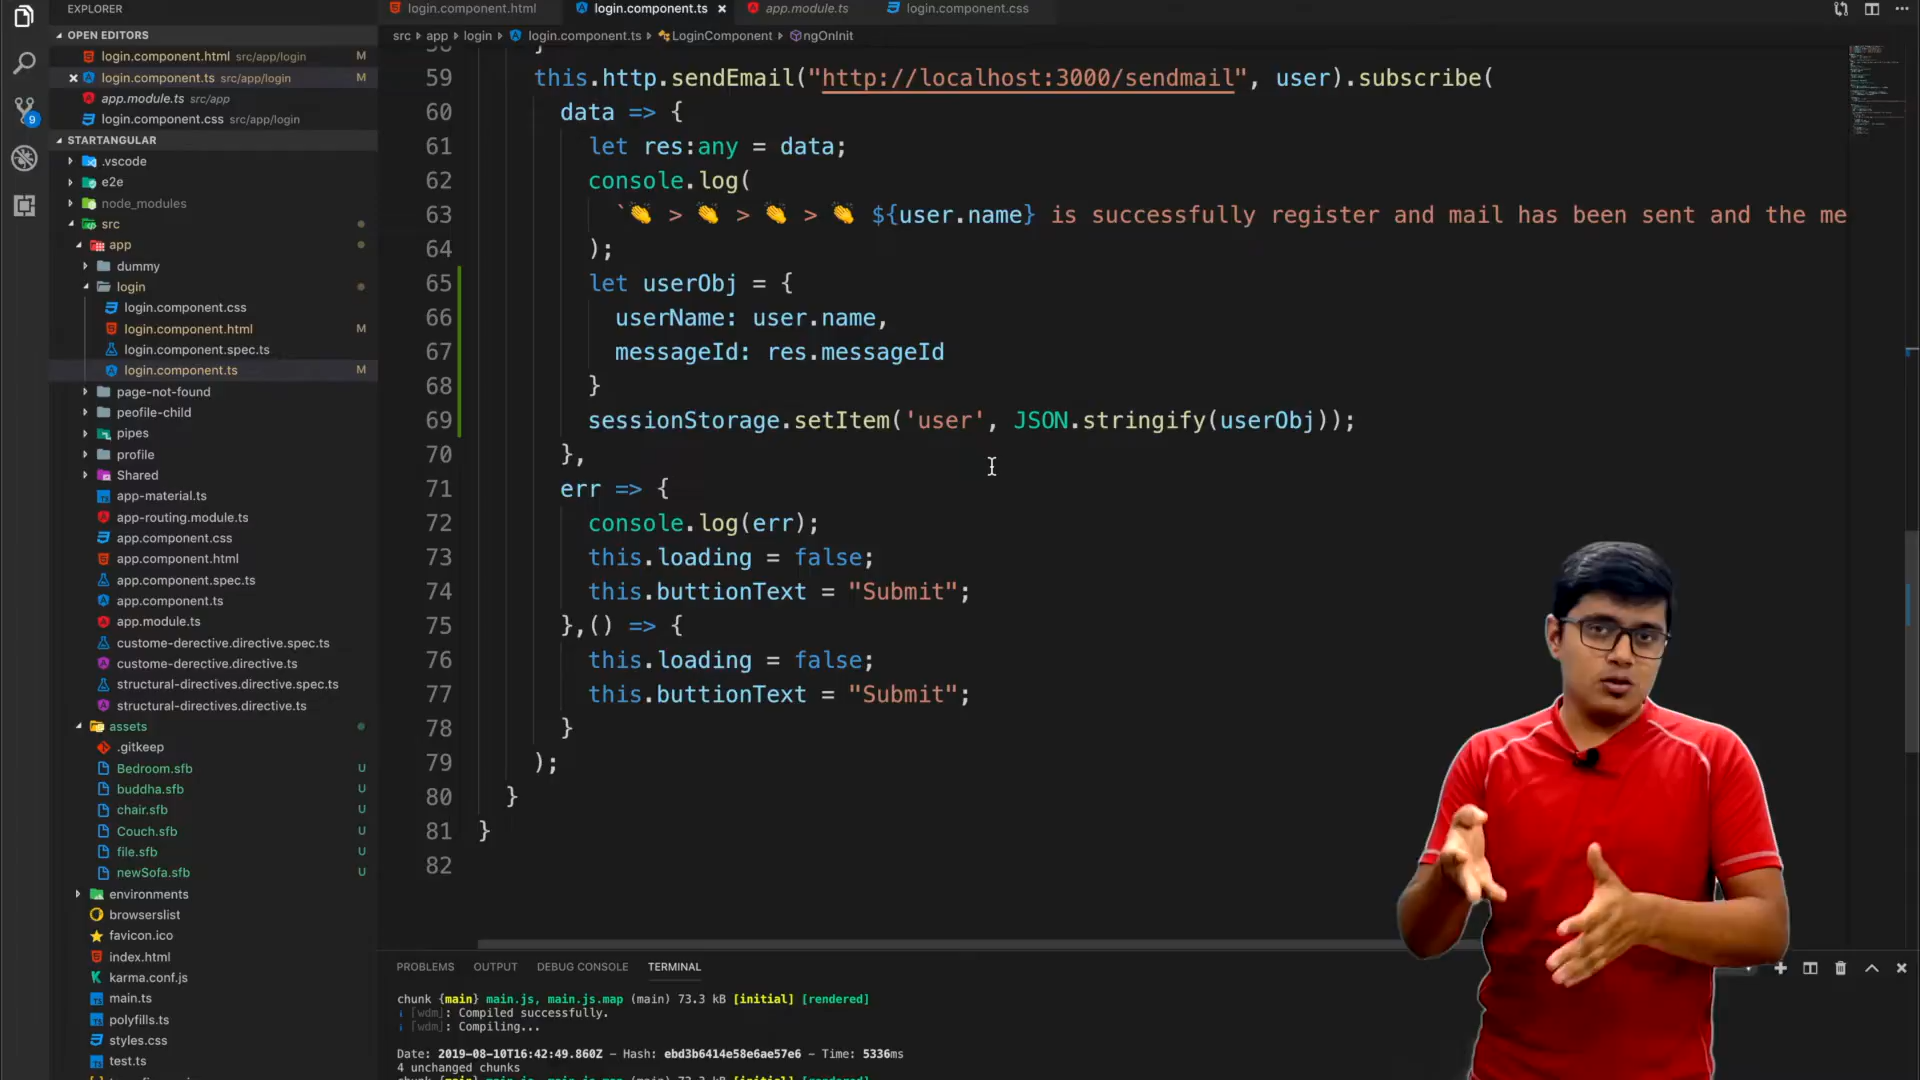 EXPLORER
OPEN EDITORS
login.component.html src/app/login M
login.component.ts src/app/login M
app.module.ts src/app
login.component.css src/app/login
9
STARTANGULAR
.vscode
e2e
node_modules
src
app
dummy
login
login.component.css
login.component.html M
login.component.spec.ts
login.component.ts M
page-not-found
peofile-child
pipes
profile
Shared
app-material.ts
app-routing.module.ts
app.component.css
app.component.html
app.component.spec.ts
app.component.ts
app.module.ts
custome-derective.directive.spec.ts
custome-derective.directive.ts
structural-directives.directive.spec.ts
structural-directives.directive.ts
assets
.gitkeep
Bedroom.sfb U
buddha.sfb U
chair.sfb U
Couch.sfb U
file.sfb U
newSofa.sfb U
environments
browserslist
favicon.ico
index.html
karma.conf.js
main.ts
polyfills.ts
styles.css
test.ts
login.component.html login.component.ts app.module.ts login.component.css
src app login login.component.ts LoginComponent ngOnInit
59 this.http.sendEmail("http://localhost:3000/sendmail", user).subscribe(
60 data => {
61 let res:any = data;
62 console.log(
63 `👏 > 👏 > 👏 > 👏 ${user.name} is successfully register and mail has been sent and the me
64 );
65 let userObj = {
66 userName: user.name,
67 messageId: res.messageId
68 }
69 sessionStorage.setItem('user', JSON.stringify(userObj));
70 },
71 err => {
72 console.log(err);
73 this.loading = false;
74 this.buttionText = "Submit";
75 },() => {
76 this.loading = false;
77 this.buttionText = "Submit";
78 }
79 );
80 }
81 }
82
PROBLEMS OUTPUT DEBUG CONSOLE TERMINAL
chunk {main} main.js, main.js.map (main) 73.3 kB [initial] [rendered]
i ｢wdm｣: Compiled successfully.
i ｢wdm｣: Compiling...
Date: 2019-08-10T16:42:49.860Z - Hash: ebd3b6414e58e6ae57e6 - Time: 5336ms
4 unchanged chunks